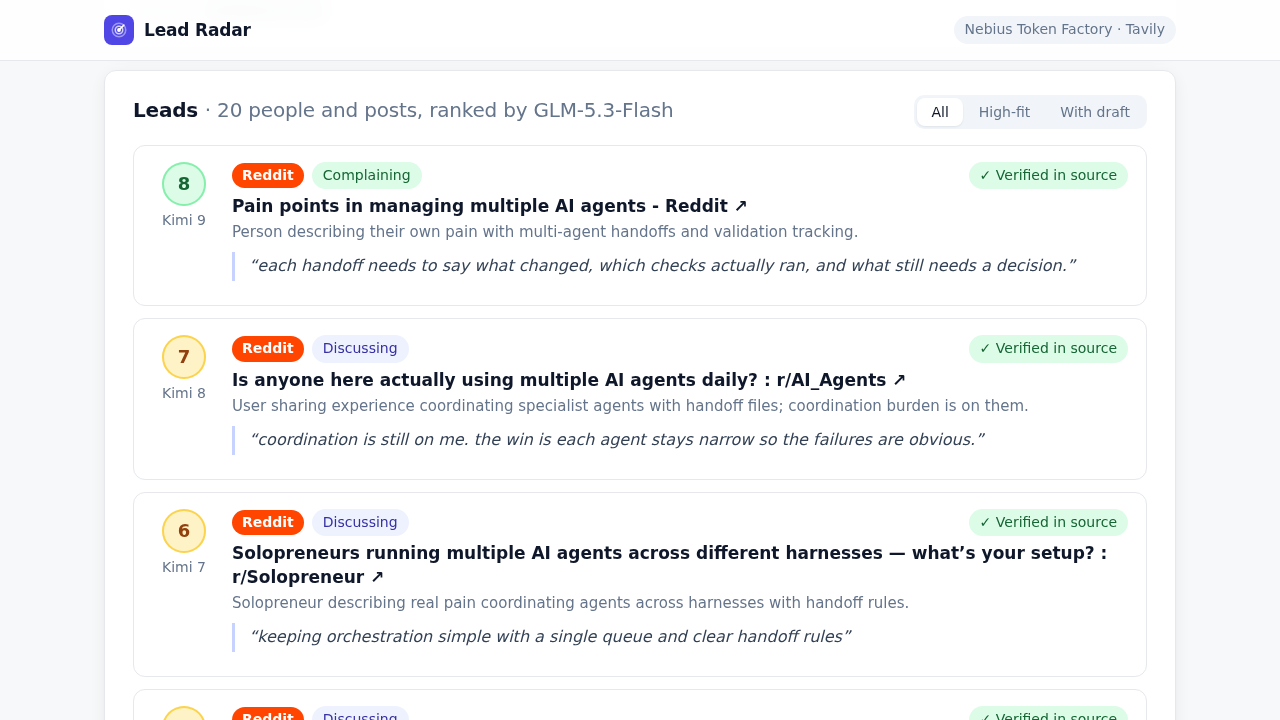 Lead Radar
Nebius Token Factory · Tavily
Leads · 20 people and posts, ranked by GLM-5.3-Flash
All High-fit With draft
8
Kimi 9
Reddit Complaining
✓ Verified in source
Pain points in managing multiple AI agents - Reddit ↗
Person describing their own pain with multi-agent handoffs and validation tracking.
“each handoff needs to say what changed, which checks actually ran, and what still needs a decision.”
7
Kimi 8
Reddit Discussing
✓ Verified in source
Is anyone here actually using multiple AI agents daily? : r/AI_Agents ↗
User sharing experience coordinating specialist agents with handoff files; coordination burden is on them.
“coordination is still on me. the win is each agent stays narrow so the failures are obvious.”
6
Kimi 7
Reddit Discussing
✓ Verified in source
Solopreneurs running multiple AI agents across different harnesses — what’s your setup? :
r/Solopreneur ↗
Solopreneur describing real pain coordinating agents across harnesses with handoff rules.
“keeping orchestration simple with a single queue and clear handoff rules”
Reddit Discussing
✓ Verified in source